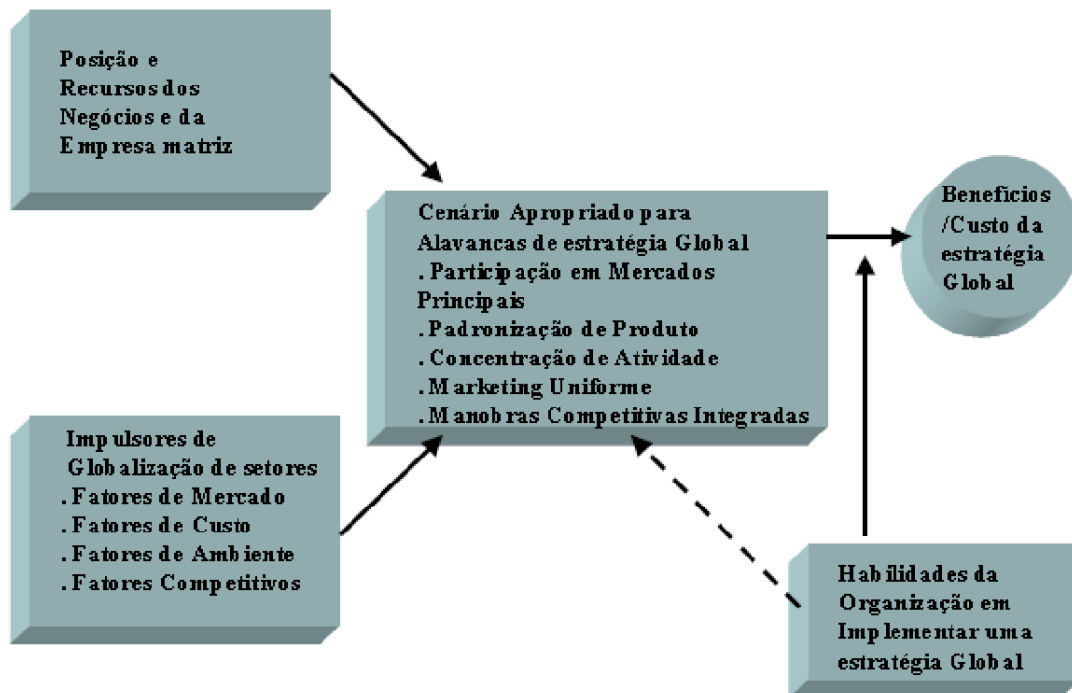 Posição e
Recursos dos
Negócios e da
Empresa matriz
Cenário Apropriado para
Alavancas de estratégia Global
. Participação em Mercados
Principais
. Padronização de Produto
. Concentração de Atividade
. Marketing Uniforme
. Manobras Competitivas Integradas
Benefícios
/Custo da
estratégia
Global
Impulsores de
Globalização de setores
. Fatores de Mercado
. Fatores de Custo
. Fatores de Ambiente
. Fatores Competitivos
Habilidades da
Organização em
Implementar uma
estratégia Global